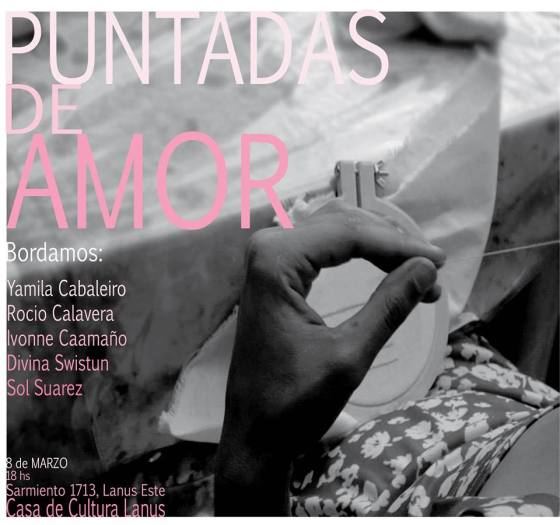 PUNTADAS
DE
AMOR
Bordamos:
Yamila Cabaleiro
Rocio Calavera
Ivonne Caamaño
Divina Swistun
Sol Suarez
8 de MARZO
18 hs
Sarmiento 1713, Lanus Este
Casa de Cultura Lanus